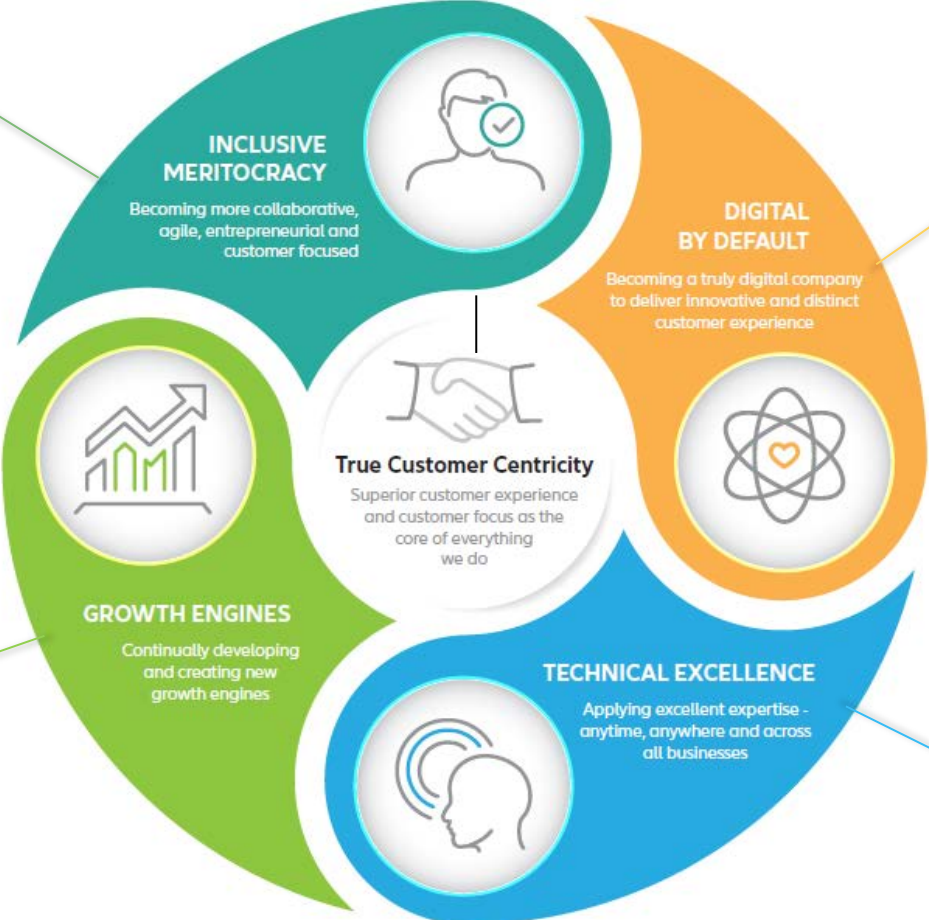 INCLUSIVE
MERITOCRACY
Becoming more collaborative,
agile, entrepreneurial and
customer focused
DIGITAL
BY DEFAULT
Becoming a truly digital company
to deliver innovative and distinct
customer experience
True Customer Centricity
Superior customer experience
and customer focus as the
core of everything
we do
GROWTH ENGINES
Continually developing
and creating new
growth engines
TECHNICAL EXCELLENCE
Applying excellent expertise -
anytime, anywhere and across
all businesses